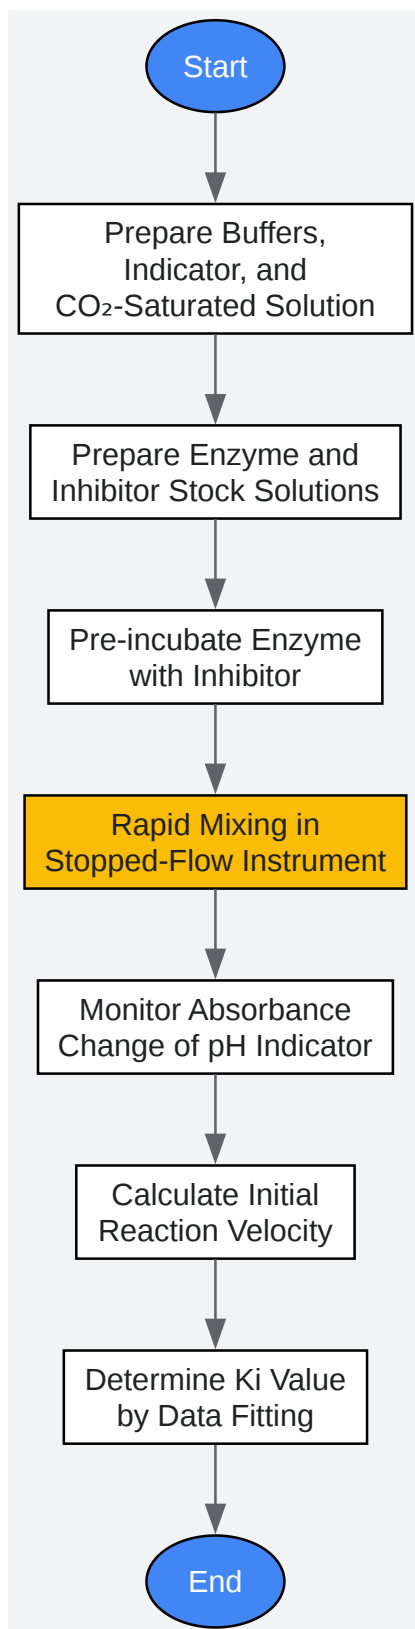 Start
Prepare Buffers,
Indicator, and
CO₂-Saturated Solution
Prepare Enzyme and
Inhibitor Stock Solutions
Pre-incubate Enzyme
with Inhibitor
Rapid Mixing in
Stopped-Flow Instrument
Monitor Absorbance
Change of pH Indicator
Calculate Initial
Reaction Velocity
Determine Ki Value
by Data Fitting
End